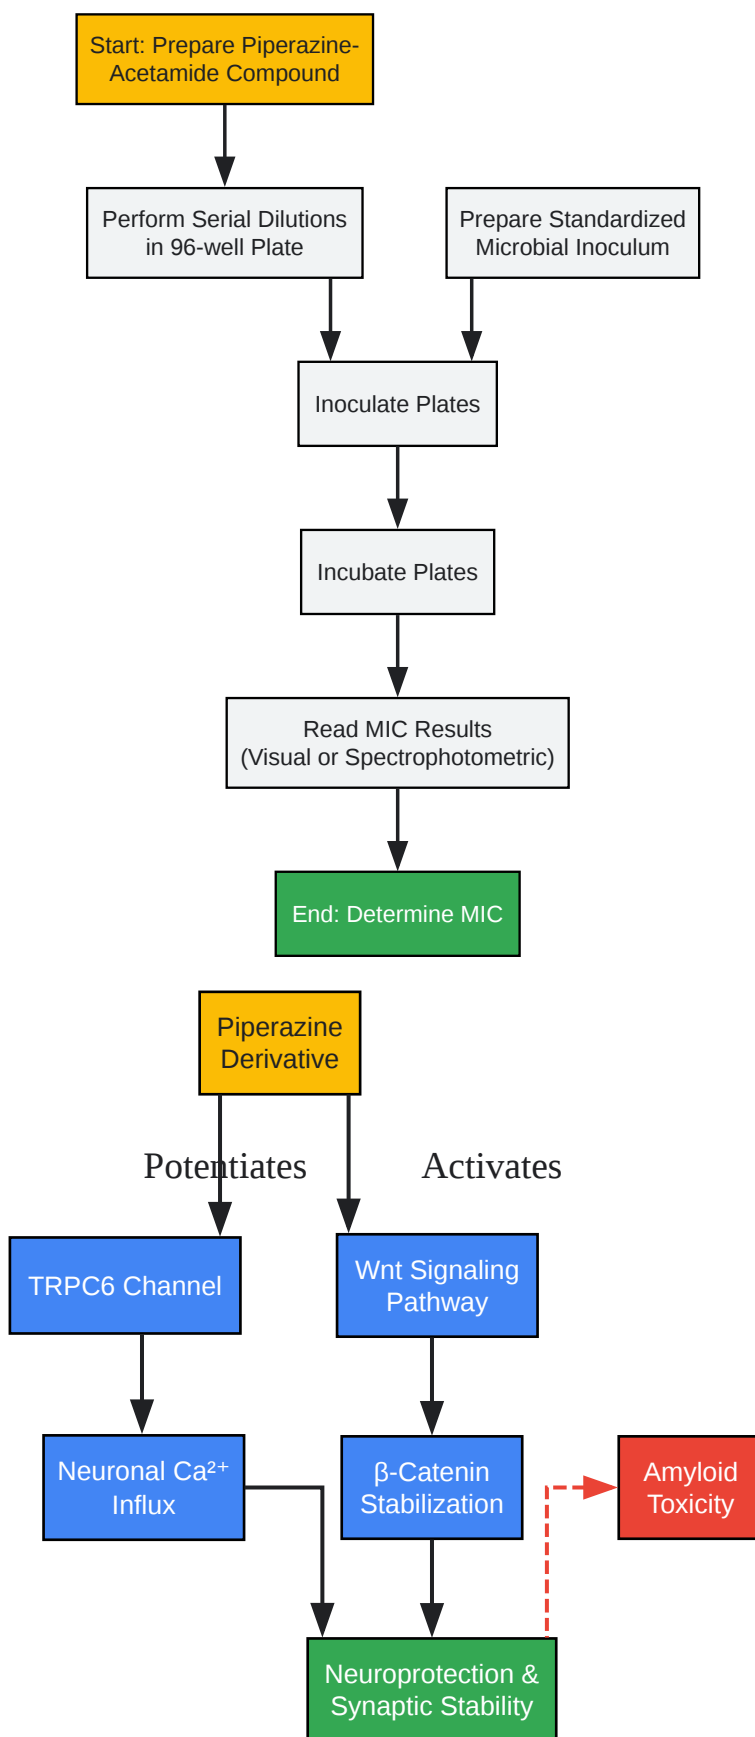 Start: Prepare Piperazine-
Acetamide Compound
Perform Serial Dilutions
in 96-well Plate
Prepare Standardized
Microbial Inoculum
Inoculate Plates
Incubate Plates
Read MIC Results
(Visual or Spectrophotometric)
End: Determine MIC
Piperazine
Derivative
Potentiates
Activates
TRPC6 Channel
Wnt Signaling
Pathway
Neuronal Ca²⁺
Influx
β-Catenin
Stabilization
Amyloid
Toxicity
Neuroprotection &
Synaptic Stability